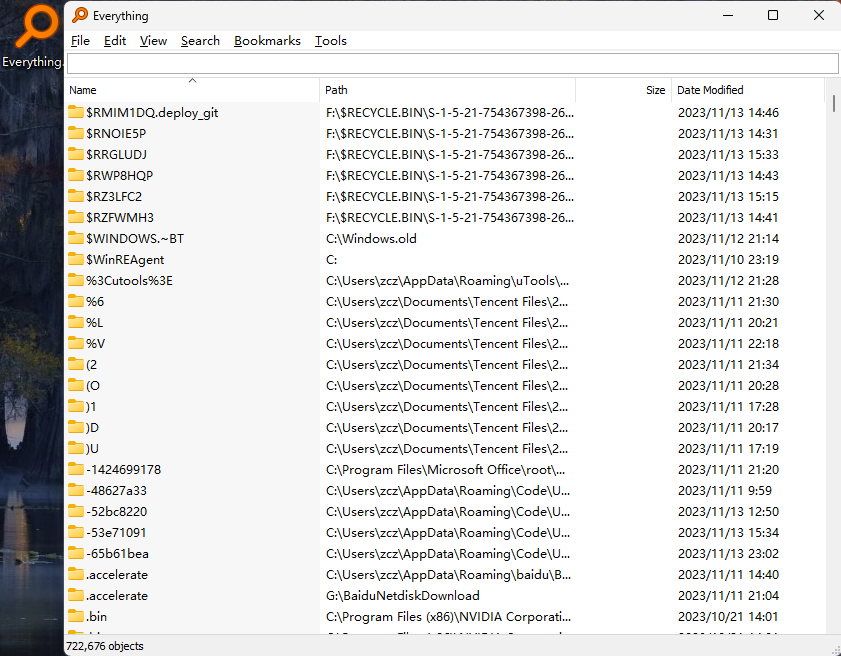 Everything
Everything.
File Edit View Search Bookmarks Tools
Name Path Size Date Modified
$RMIM1DQ.deploy_git F:\$RECYCLE.BIN\S-1-5-21-754367398-26... 2023/11/13 14:46
$RNOIE5P F:\$RECYCLE.BIN\S-1-5-21-754367398-26... 2023/11/13 14:31
$RRGLUDJ F:\$RECYCLE.BIN\S-1-5-21-754367398-26... 2023/11/13 15:33
$RWP8HQP F:\$RECYCLE.BIN\S-1-5-21-754367398-26... 2023/11/13 14:43
$RZ3LFC2 F:\$RECYCLE.BIN\S-1-5-21-754367398-26... 2023/11/13 15:15
$RZFWMH3 F:\$RECYCLE.BIN\S-1-5-21-754367398-26... 2023/11/13 14:41
$WINDOWS.~BT C:\Windows.old 2023/11/12 21:14
$WinREAgent C: 2023/11/10 23:19
%3Cutools%3E C:\Users\zcz\AppData\Roaming\uTools\... 2023/11/12 21:28
%6 C:\Users\zcz\Documents\Tencent Files\2... 2023/11/11 21:30
%L C:\Users\zcz\Documents\Tencent Files\2... 2023/11/11 20:21
%V C:\Users\zcz\Documents\Tencent Files\2... 2023/11/11 22:18
(2 C:\Users\zcz\Documents\Tencent Files\2... 2023/11/11 21:34
(O C:\Users\zcz\Documents\Tencent Files\2... 2023/11/11 20:28
)1 C:\Users\zcz\Documents\Tencent Files\2... 2023/11/11 17:28
)D C:\Users\zcz\Documents\Tencent Files\2... 2023/11/11 20:17
)U C:\Users\zcz\Documents\Tencent Files\2... 2023/11/11 17:19
-1424699178 C:\Program Files\Microsoft Office\root\... 2023/11/11 21:20
-48627a33 C:\Users\zcz\AppData\Roaming\Code\U... 2023/11/11 9:59
-52bc8220 C:\Users\zcz\AppData\Roaming\Code\U... 2023/11/13 12:50
-53e71091 C:\Users\zcz\AppData\Roaming\Code\U... 2023/11/13 15:34
-65b61bea C:\Users\zcz\AppData\Roaming\Code\U... 2023/11/13 23:02
.accelerate C:\Users\zcz\AppData\Roaming\baidu\B... 2023/11/11 14:40
.accelerate G:\BaiduNetdiskDownload 2023/11/11 21:04
.bin C:\Program Files (x86)\NVIDIA Corporati... 2023/10/21 14:01
722,676 objects